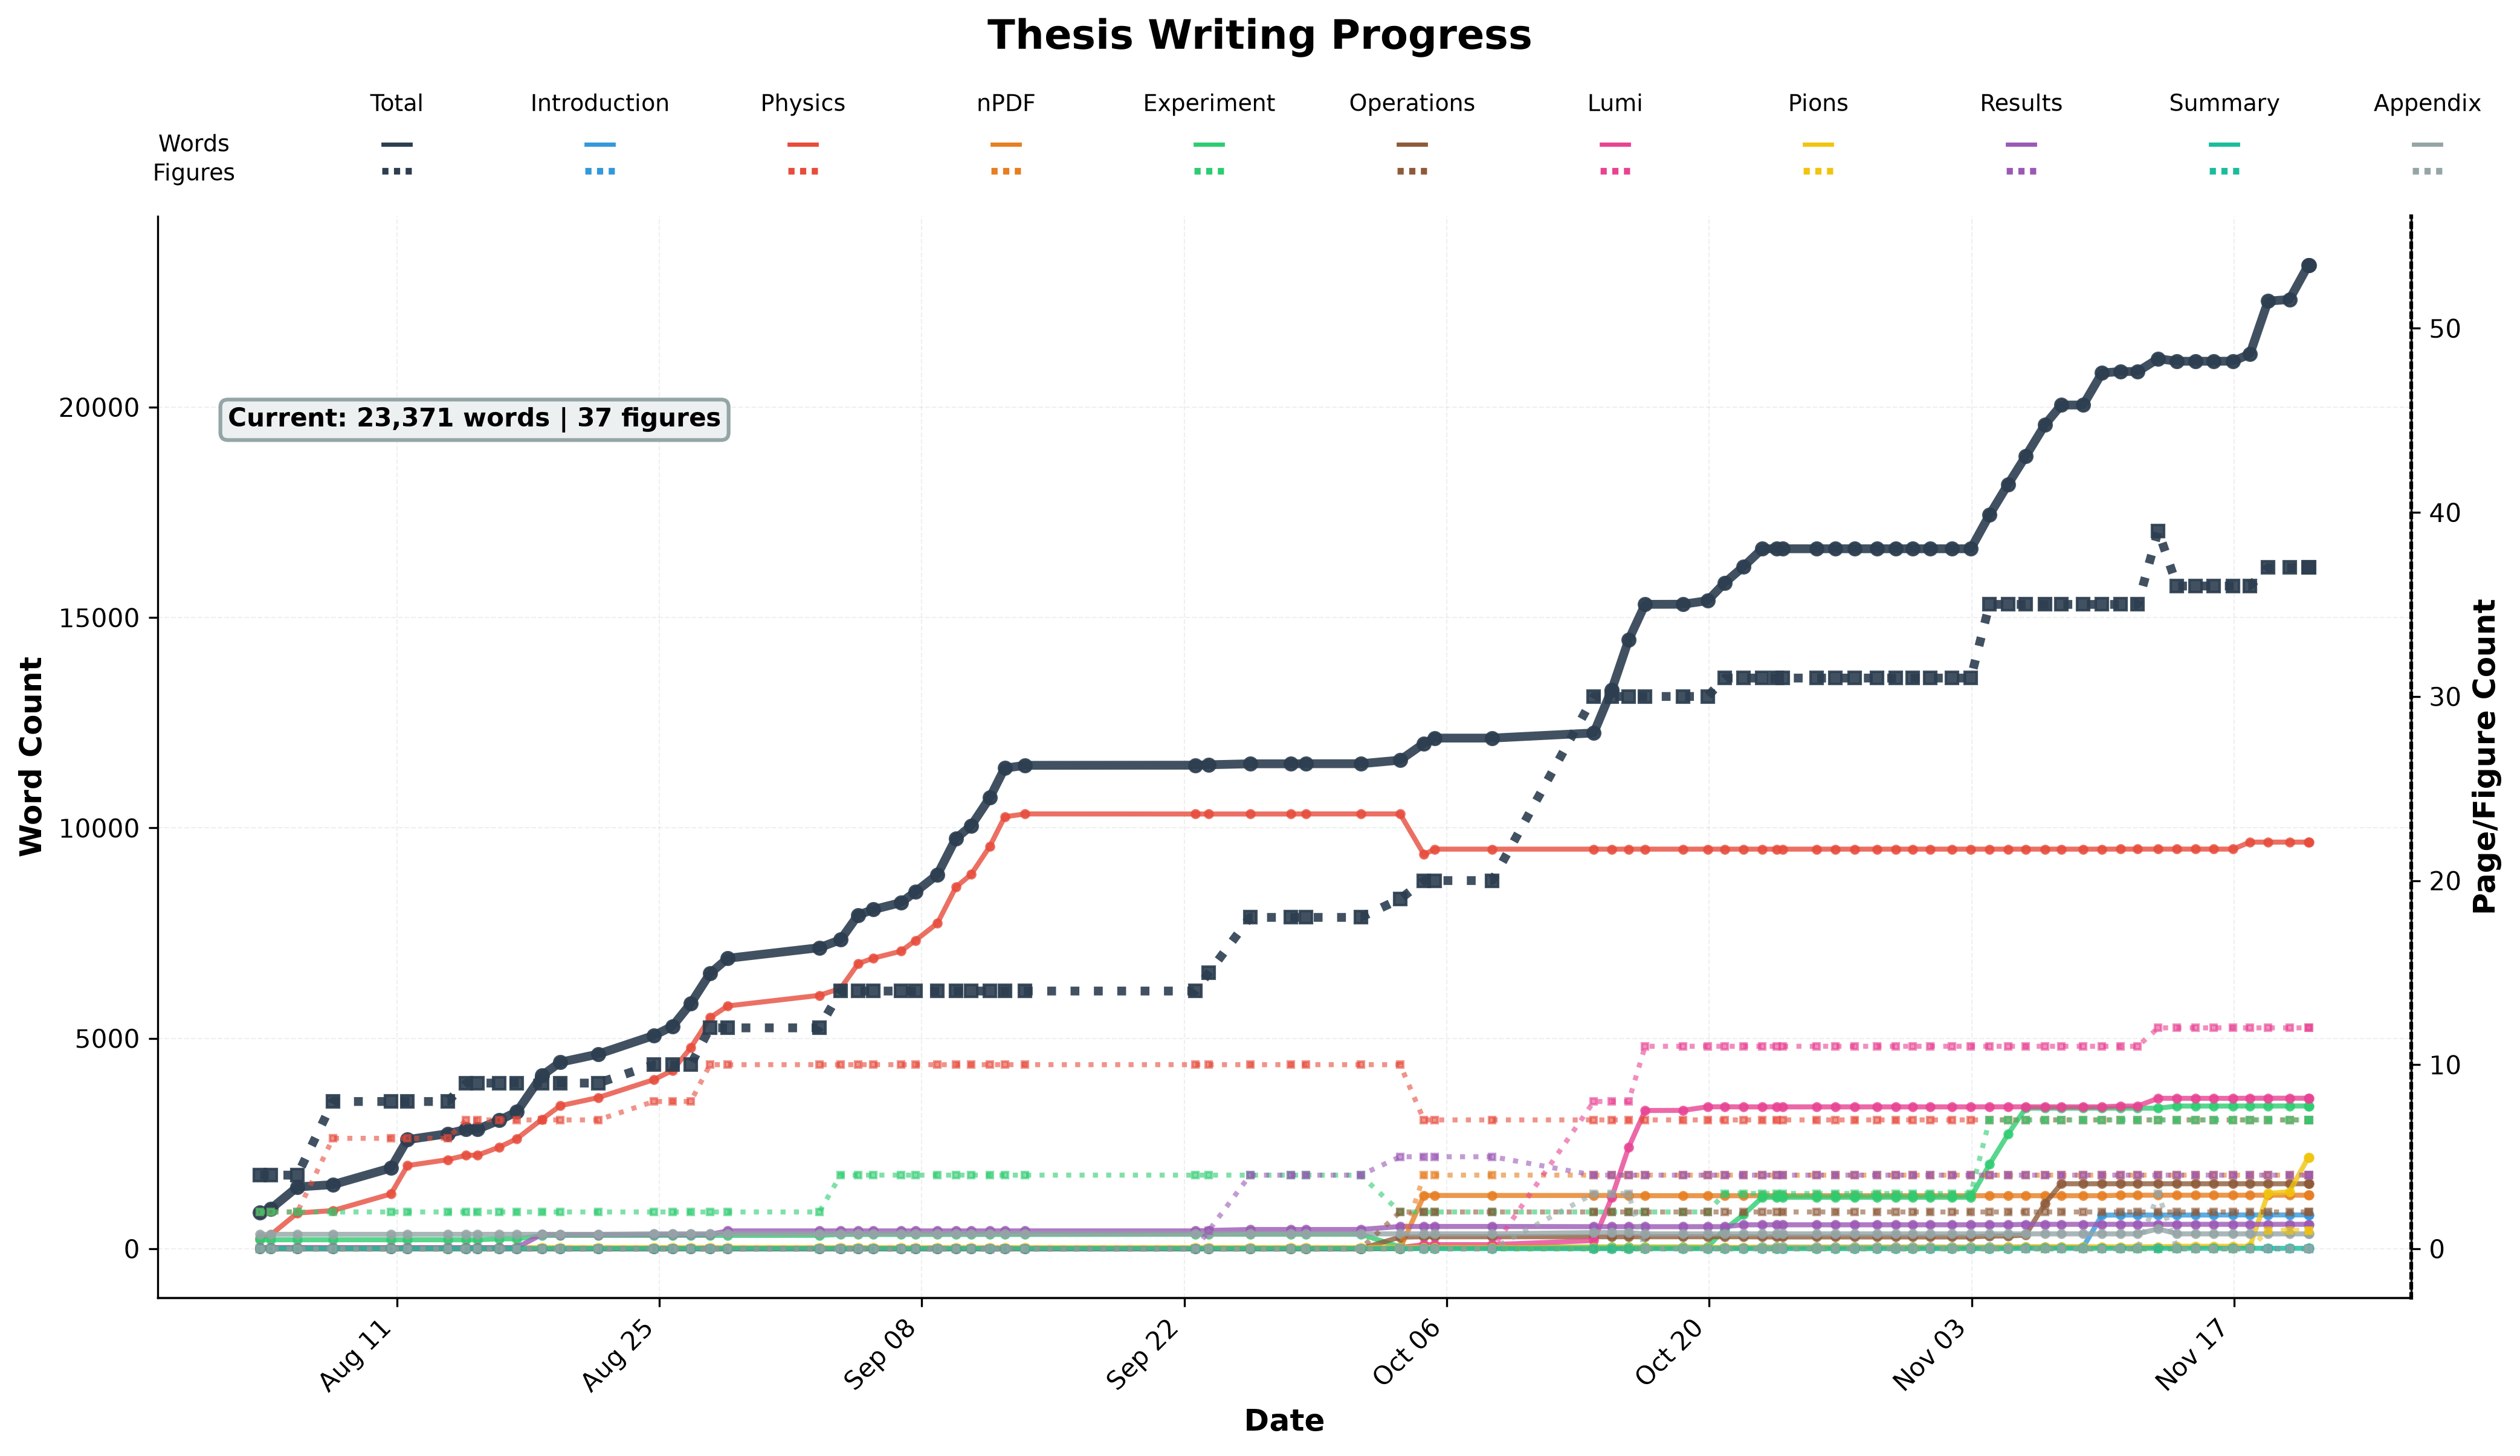 Thesis Writing Progress
Total Introduction Physics nPDF Experiment Operations Lumi Pions Results Summary Appendix
Words
Figures
Current: 23,371 words | 37 figures
Word Count
20000
15000
10000
5000
0
Page/Figure Count
50
40
30
20
10
0
Aug 11 Aug 25 Sep 08 Sep 22 Oct 06 Oct 20 Nov 03 Nov 17
Date